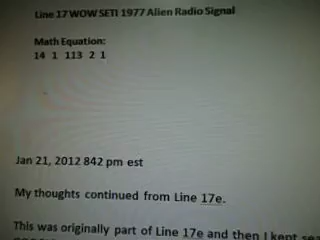 Line 17 WOW SETI 1977 Alien Radio Signal
Math Equation:
14 1 113 2 1
Jan 21, 2012 842 pm est
My thoughts continued from Line 17e.
This was originally part of Line 17e and then I kept